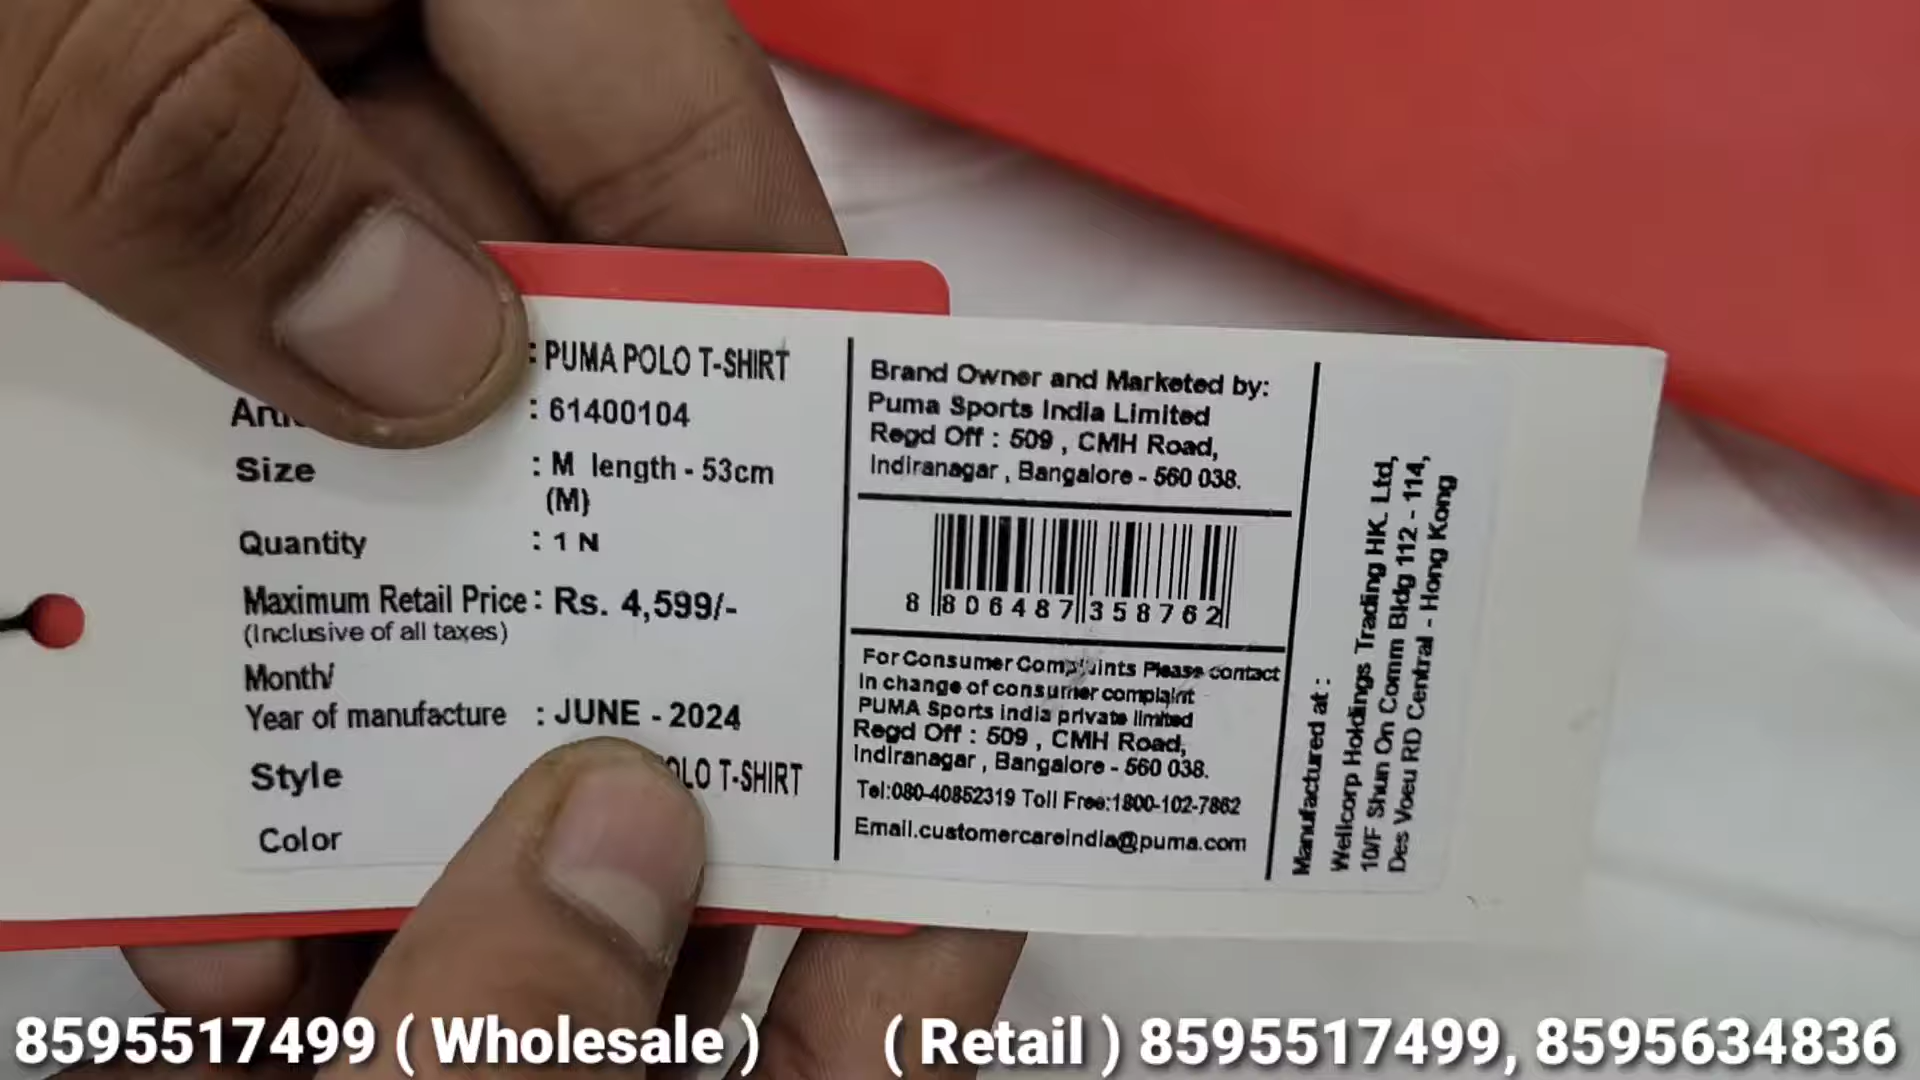 : PUMA POLO T-SHIRT
: 61400104
Size : M length - 53cm
(M)
Quantity : 1 N
Maximum Retail Price : Rs. 4,599/-
(Inclusive of all taxes)
Month/
Year of manufacture : JUNE - 2024
Style POLO T-SHIRT
Color
Brand Owner and Marketed by:
Puma Sports India Limited
Regd Off : 509 , CMH Road,
Indiranagar , Bangalore - 560 038.
8 806487 358762
For Consumer Complaints Please contact
In change of consumer complaint
PUMA Sports india private limited
Regd Off : 509 , CMH Road,
Indiranagar , Bangalore - 560 038.
Tel:080-40852319 Toll Free:1800-102-7862
Email.customercareindia@puma.com
Manufactured at :
Wellcorp Holdings Trading HK. Ltd,
10/F Shun On Comm Bldg 112 - 114,
Des Voeu RD Central - Hong Kong
8595517499 ( Wholesale ) ( Retail ) 8595517499, 8595634836